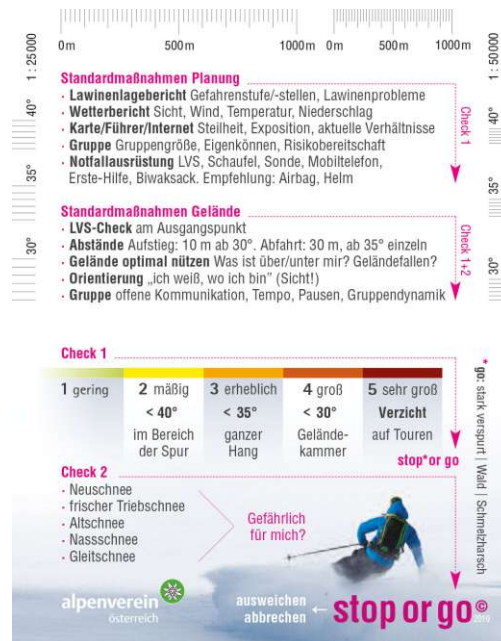 0m 500m 1000m 0m 500m 1000m
1 : 25000
1 : 50000
40°
35°
30°
40°
35°
30°
Standardmaßnahmen Planung
· Lawinenlagebericht Gefahrenstufe/-stellen, Lawinenprobleme
· Wetterbericht Sicht, Wind, Temperatur, Niederschlag
· Karte/Führer/Internet Steilheit, Exposition, aktuelle Verhältnisse
· Gruppe Gruppengröße, Eigenkönnen, Risikobereitschaft
· Notfallausrüstung LVS, Schaufel, Sonde, Mobiltelefon,
Erste-Hilfe, Biwaksack. Empfehlung: Airbag, Helm
Check 1
Standardmaßnahmen Gelände
· LVS-Check am Ausgangspunkt
· Abstände Aufstieg: 10 m ab 30°. Abfahrt: 30 m, ab 35° einzeln
· Gelände optimal nützen Was ist über/unter mir? Geländefallen?
· Orientierung „ich weiß, wo ich bin“ (Sicht!)
· Gruppe offene Kommunikation, Tempo, Pausen, Gruppendynamik
Check 1+2
Check 1
1 gering 2 mäßig 3 erheblich 4 groß 5 sehr groß
< 40° < 35° < 30° Verzicht
im Bereich ganzer Gelände- auf Touren
der Spur Hang kammer
stop*or go
* go: stark verspurt | Wald | Schmelzharsch
Check 2
· Neuschnee
· frischer Triebschnee
· Altschnee
· Nassschnee
· Gleitschnee
Gefährlich
für mich?
alpenverein
österreich
ausweichen
abbrechen ← stop or go©
2016